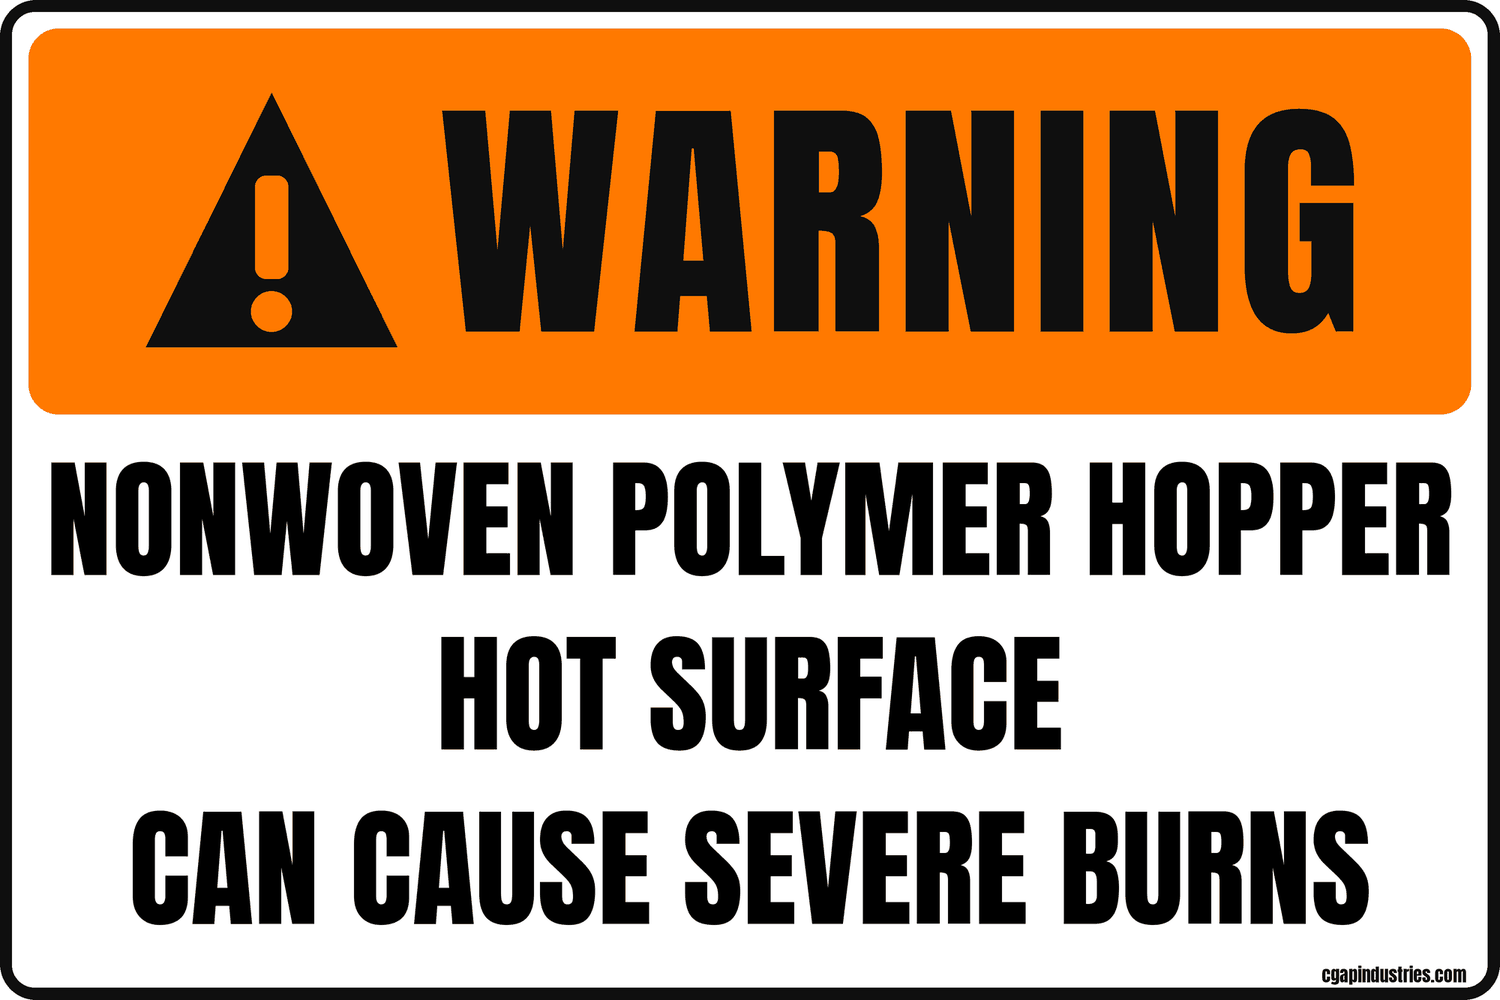 WARNING
NONWOVEN POLYMER HOPPER
HOT SURFACE
CAN CAUSE SEVERE BURNS
cgapindustries.com